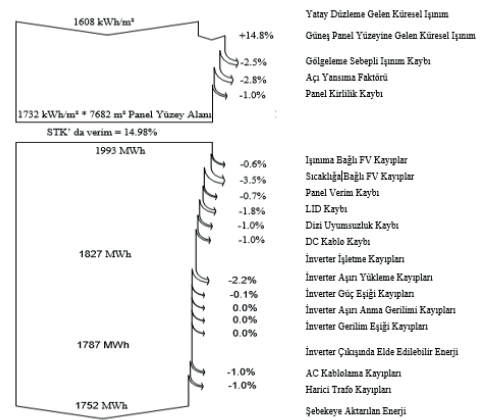 1608 kWh/m²
Yatay Düzleme Gelen Küresel Işınım
+14.8% Güneş Panel Yüzeyine Gelen Küresel Işınım
-2.5% Gölgeleme Sebepli Işınım Kaybı
-2.8% Açı Yansıma Faktörü
-1.0% Panel Kirlilik Kaybı
1732 kWh/m² * 7682 m² Panel Yüzey Alanı
STK' da verim = 14.98%
1993 MWh
-0.6% Işınıma Bağlı FV Kayıplar
-3.5% Sıcaklığa|Bağlı FV Kayıplar
-0.7% Panel Verim Kaybı
-1.8% LID Kaybı
-1.0% Dizi Uyumsuzluk Kaybı
-1.0% DC Kablo Kaybı
1827 MWh
İnverter İşletme Kayıpları
-2.2% İnverter Aşırı Yükleme Kayıpları
-0.1% İnverter Güç Eşiği Kayıpları
0.0% İnverter Aşırı Anma Gerilimi Kayıpları
0.0% İnverter Gerilim Eşiği Kayıpları
0.0%
1787 MWh
İnverter Çıkışında Elde Edilebilir Enerji
-1.0% AC Kablolama Kayıpları
-1.0% Harici Trafo Kayıpları
1752 MWh
Şebekeye Aktarılan Enerji